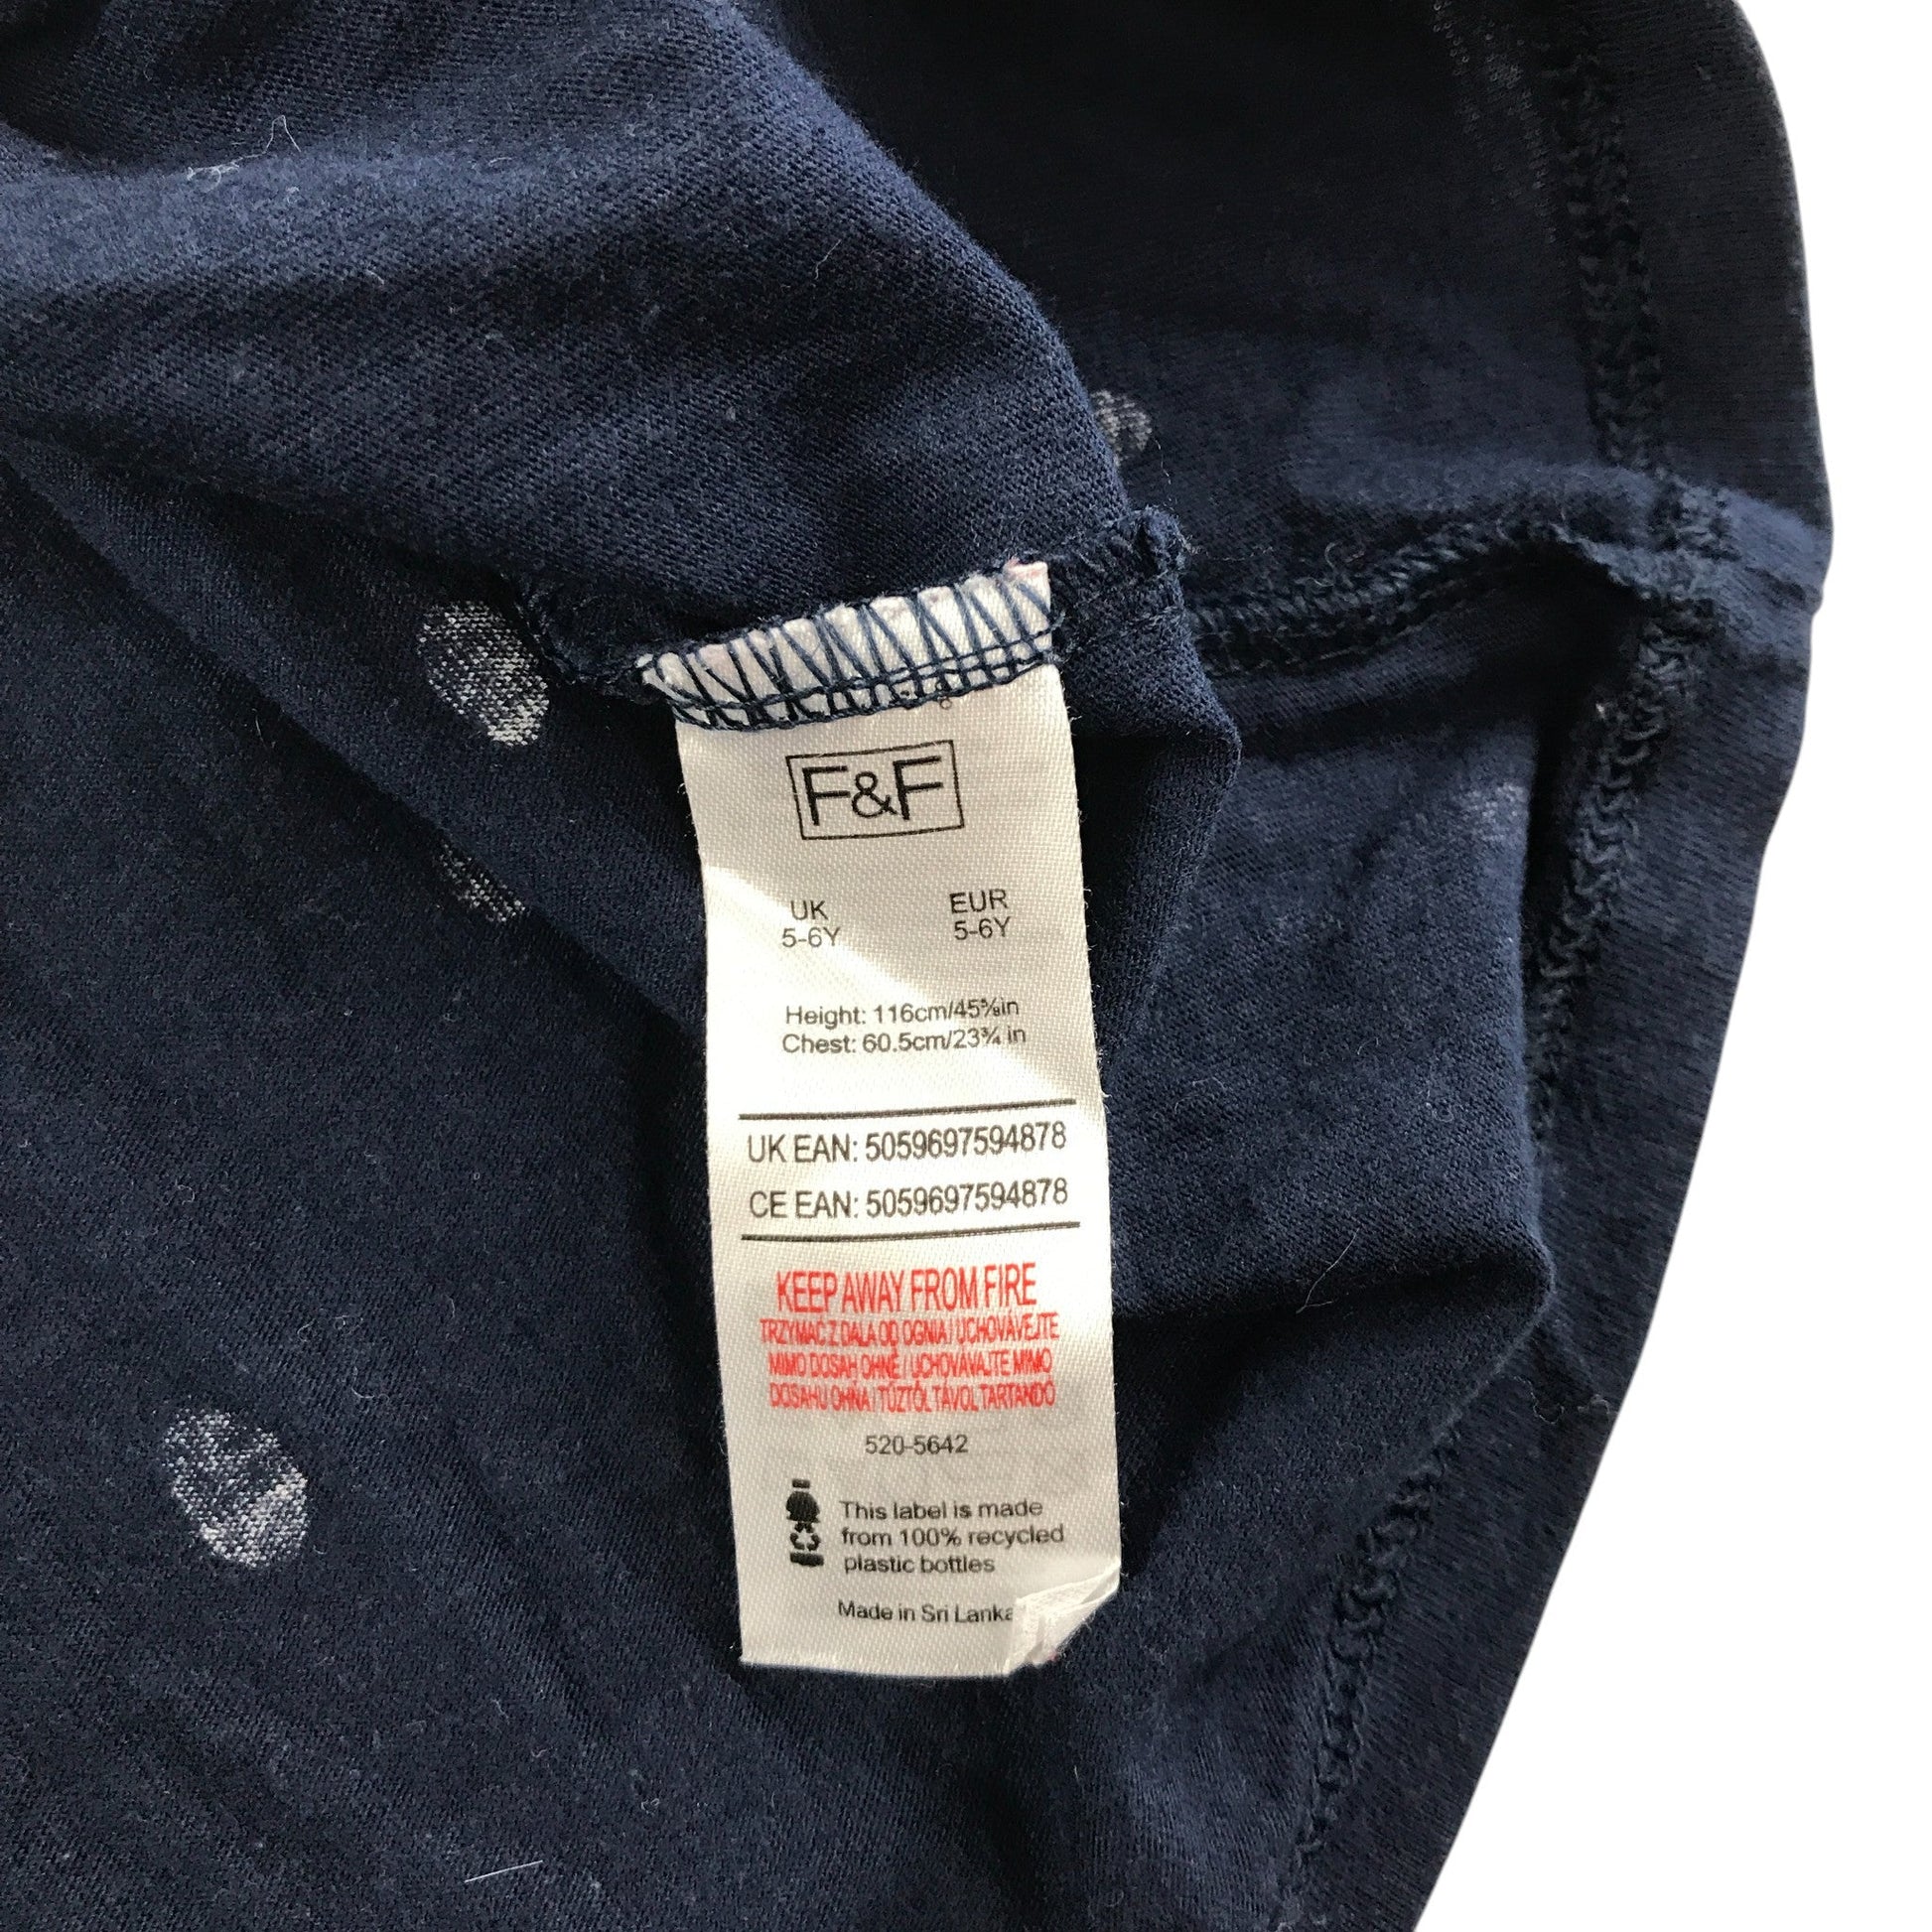 F&F
UK EUR
5-6Y 5-6Y
Height: 116cm/45⅝in
Chest: 60.5cm/23¾ in
UK EAN: 5059697594878
CE EAN: 5059697594878
KEEP AWAY FROM FIRE
TRZYMAĆ Z DALA OD OGNIA / UCHOVÁVEJTE
MIMO DOSAH OHNĚ / UCHOVÁVAJTE MIMO
DOSAHU OHŇA / TŰZTŐL TÁVOL TARTANDÓ
520-5642
This label is made
from 100% recycled
plastic bottles
Made in Sri Lanka